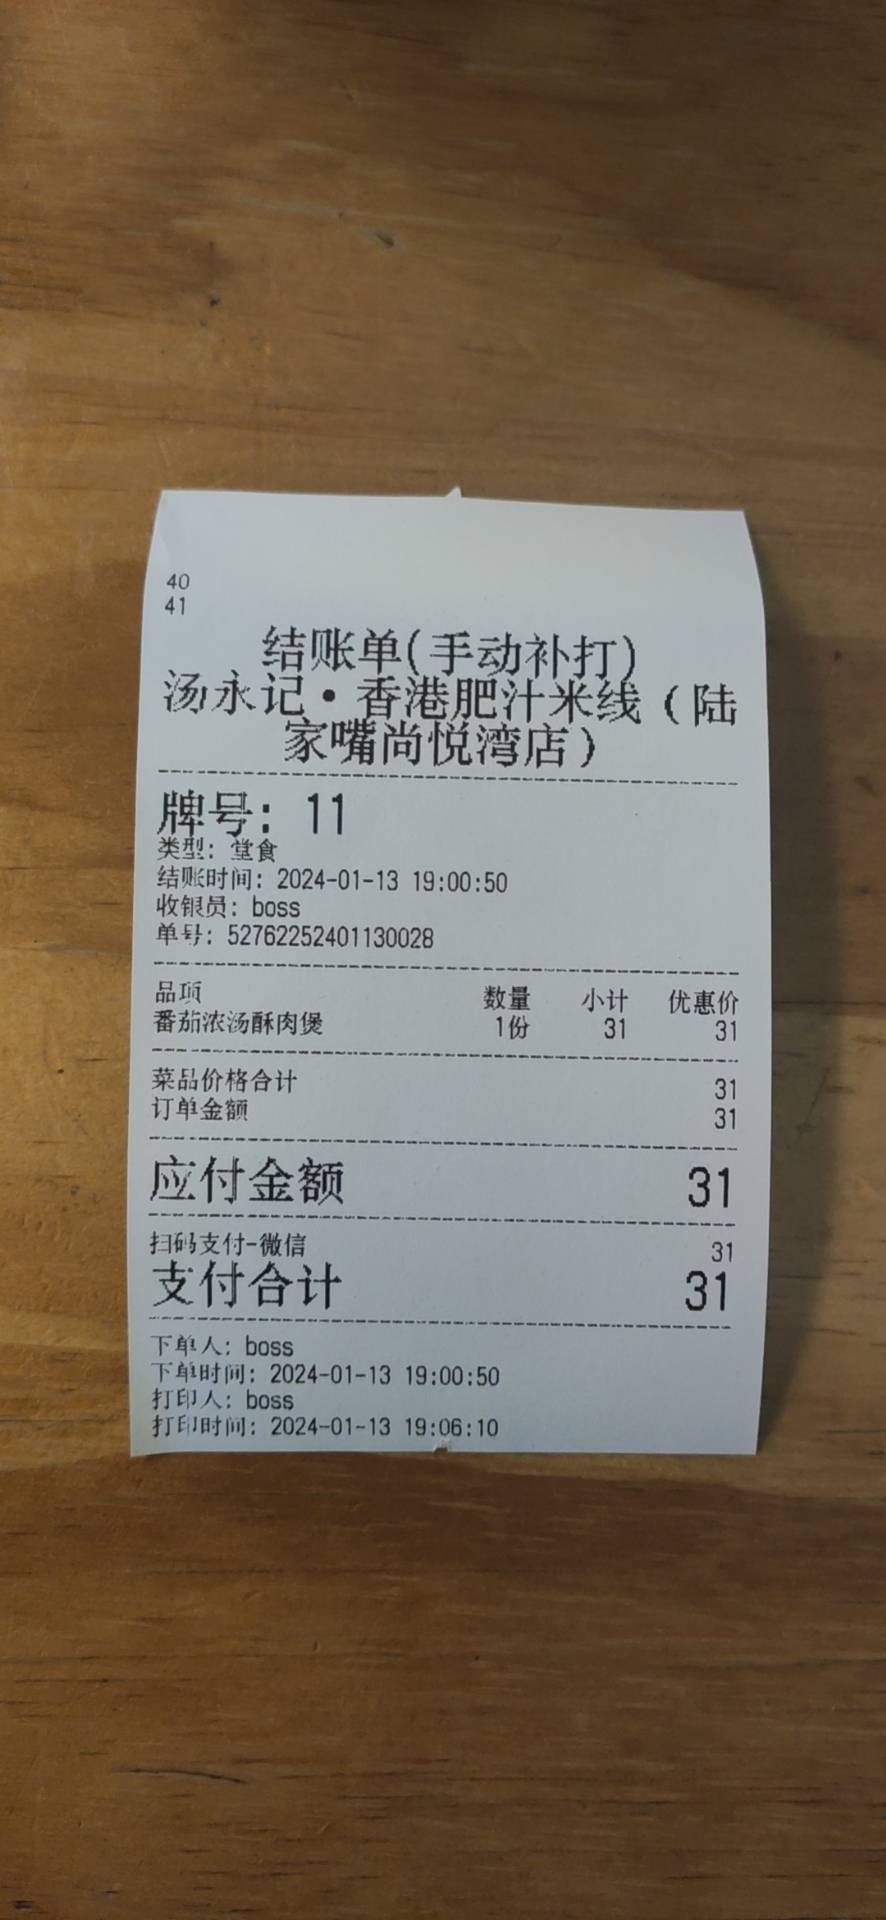 40
41
结账单(手动补打)
汤永记·香港肥汁米线(陆
家嘴尚悦湾店)
牌号: 11
类型: 堂食
结账时间: 2024-01-13 19:00:50
收银员: boss
单号: 52762252401130028
品项 数量 小计 优惠价
番茄浓汤酥肉煲 1份 31 31
菜品价格合计 31
订单金额 31
应付金额 31
扫码支付-微信 31
支付合计 31
下单人: boss
下单时间: 2024-01-13 19:00:50
打印人: boss
打印时间: 2024-01-13 19:06:10